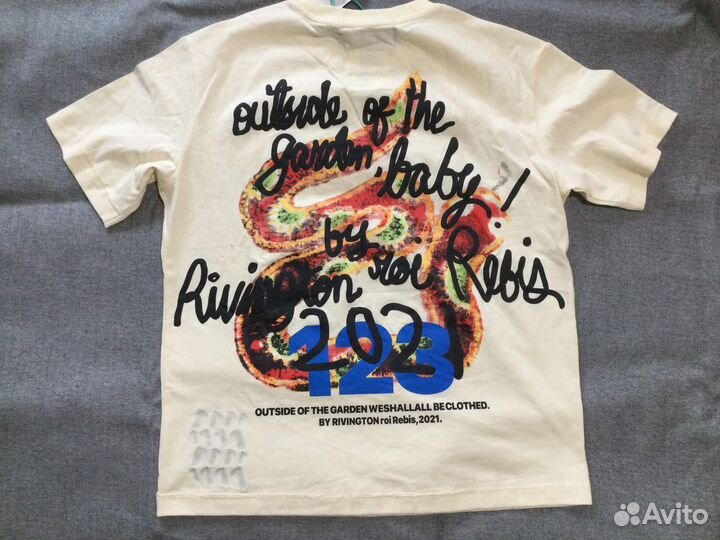 outside of the
garden, baby!
by
Rivington roi Rebis
2021
123
OUTSIDE OF THE GARDEN WESHALLALL BE CLOTHED.
BY RIVINGTON roi Rebis, 2021.
Avito